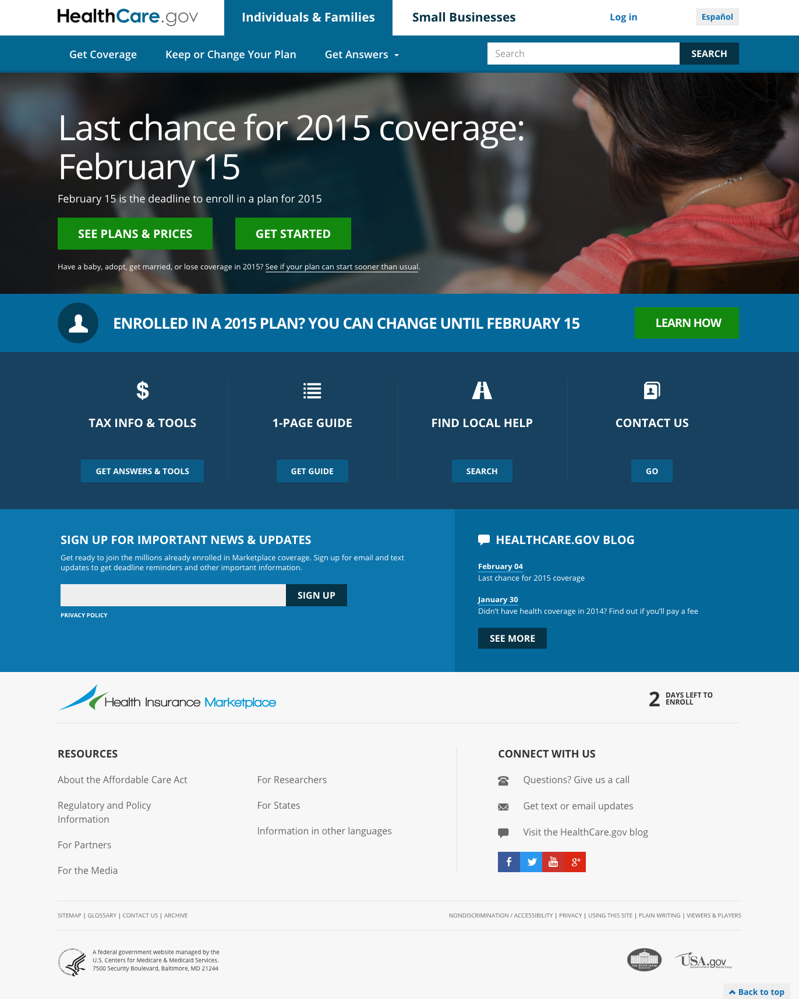 HealthCare.gov
Individuals & Families
Small Businesses
Log in
Español
Get Coverage
Keep or Change Your Plan
Get Answers
Search
SEARCH
Last chance for 2015 coverage:
February 15
February 15 is the deadline to enroll in a plan for 2015
SEE PLANS & PRICES
GET STARTED
Have a baby, adopt, get married, or lose coverage in 2015? See if your plan can start sooner than usual.
ENROLLED IN A 2015 PLAN? YOU CAN CHANGE UNTIL FEBRUARY 15
LEARN HOW
TAX INFO & TOOLS
1-PAGE GUIDE
FIND LOCAL HELP
CONTACT US
GET ANSWERS & TOOLS
GET GUIDE
SEARCH
GO
SIGN UP FOR IMPORTANT NEWS & UPDATES
Get ready to join the millions already enrolled in Marketplace coverage. Sign up for email and text
updates to get deadline reminders and other important information.
SIGN UP
PRIVACY POLICY
HEALTHCARE.GOV BLOG
February 04
Last chance for 2015 coverage
January 30
Didn't have health coverage in 2014? Find out if you'll pay a fee
SEE MORE
Health Insurance Marketplace
2 DAYS LEFT TO
ENROLL
RESOURCES
About the Affordable Care Act
Regulatory and Policy
Information
For Partners
For the Media
For Researchers
For States
Information in other languages
CONNECT WITH US
Questions? Give us a call
Get text or email updates
Visit the HealthCare.gov blog
f
You
Tube
g+
SITEMAP | GLOSSARY | CONTACT US | ARCHIVE
NONDISCRIMINATION / ACCESSIBILITY | PRIVACY | USING THIS SITE | PLAIN WRITING | VIEWERS & PLAYERS
A federal government website managed by the
U.S. Centers for Medicare & Medicaid Services.
7500 Security Boulevard, Baltimore, MD 21244
THE WHITE HOUSE
USA.gov
Government Made Easy
Back to top